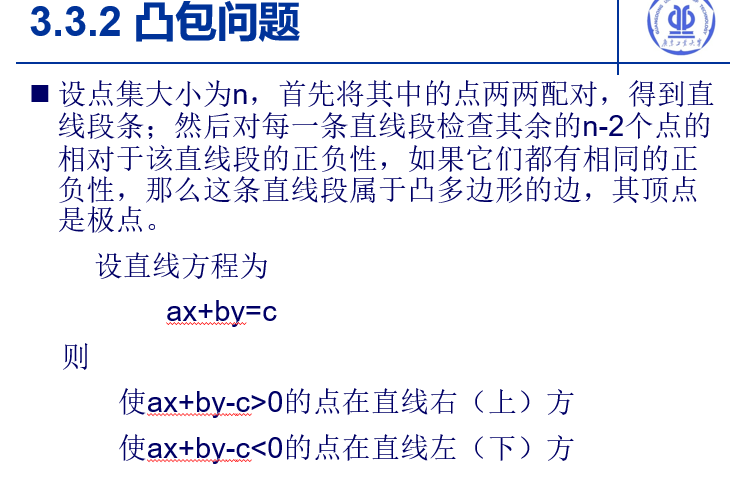 3.3.2 凸包问题
设点集大小为n，首先将其中的点两两配对，得到直
线段条；然后对每一条直线段检查其余的n-2个点的
相对于该直线段的正负性，如果它们都有相同的正
负性，那么这条直线段属于凸多边形的边，其顶点
是极点。
设直线方程为
ax+by=c
则
使ax+by-c>0的点在直线右（上）方
使ax+by-c<0的点在直线左（下）方